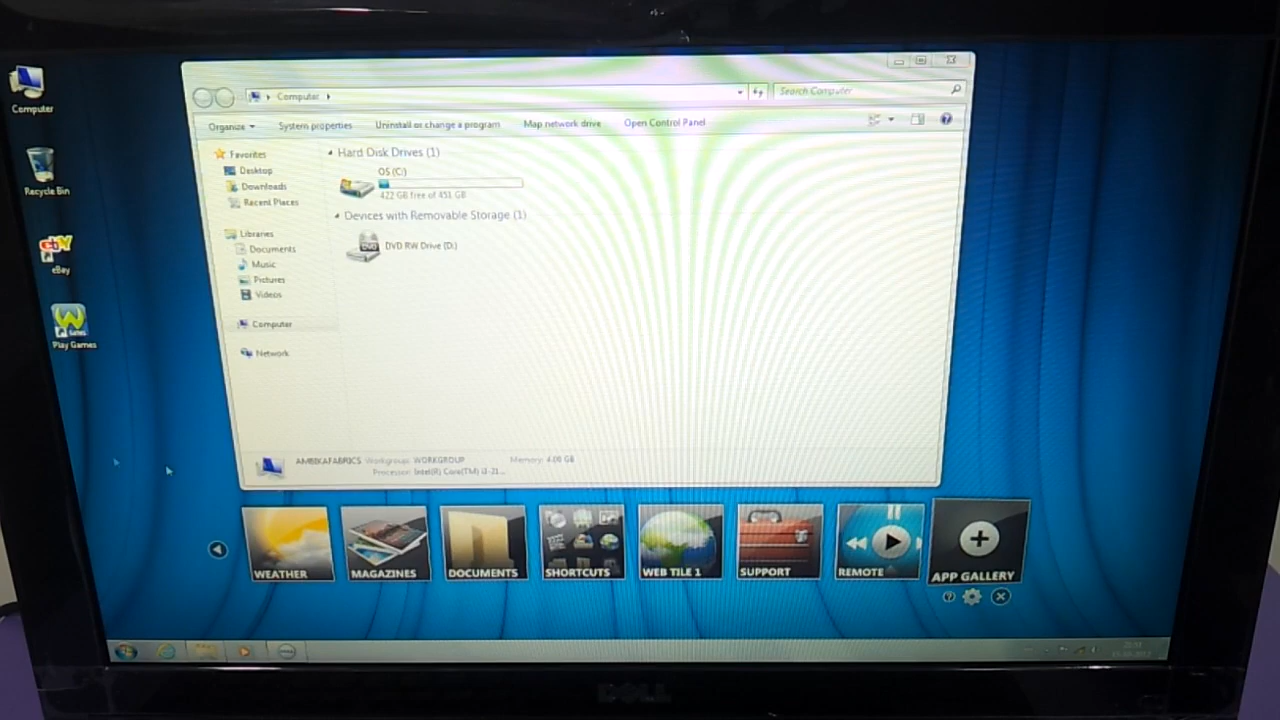 Computer
Recycle Bin
eBay
Play Games
Computer
Search Computer
Organize
System properties
Uninstall or change a program
Map network drive
Open Control Panel
Favorites
Desktop
Downloads
Recent Places
Libraries
Documents
Music
Pictures
Videos
Computer
Network
Hard Disk Drives (1)
OS (C:)
422 GB free of 451 GB
Devices with Removable Storage (1)
DVD
DVD RW Drive (D:)
AMBIKAFABRICS Workgroup: WORKGROUP Memory: 4.00 GB
Processor: Intel(R) Core(TM) i3-21...
WEATHER
MAGAZINES
DOCUMENTS
SHORTCUTS
WEB TILE 1
SUPPORT
REMOTE
APP GALLERY
DELL